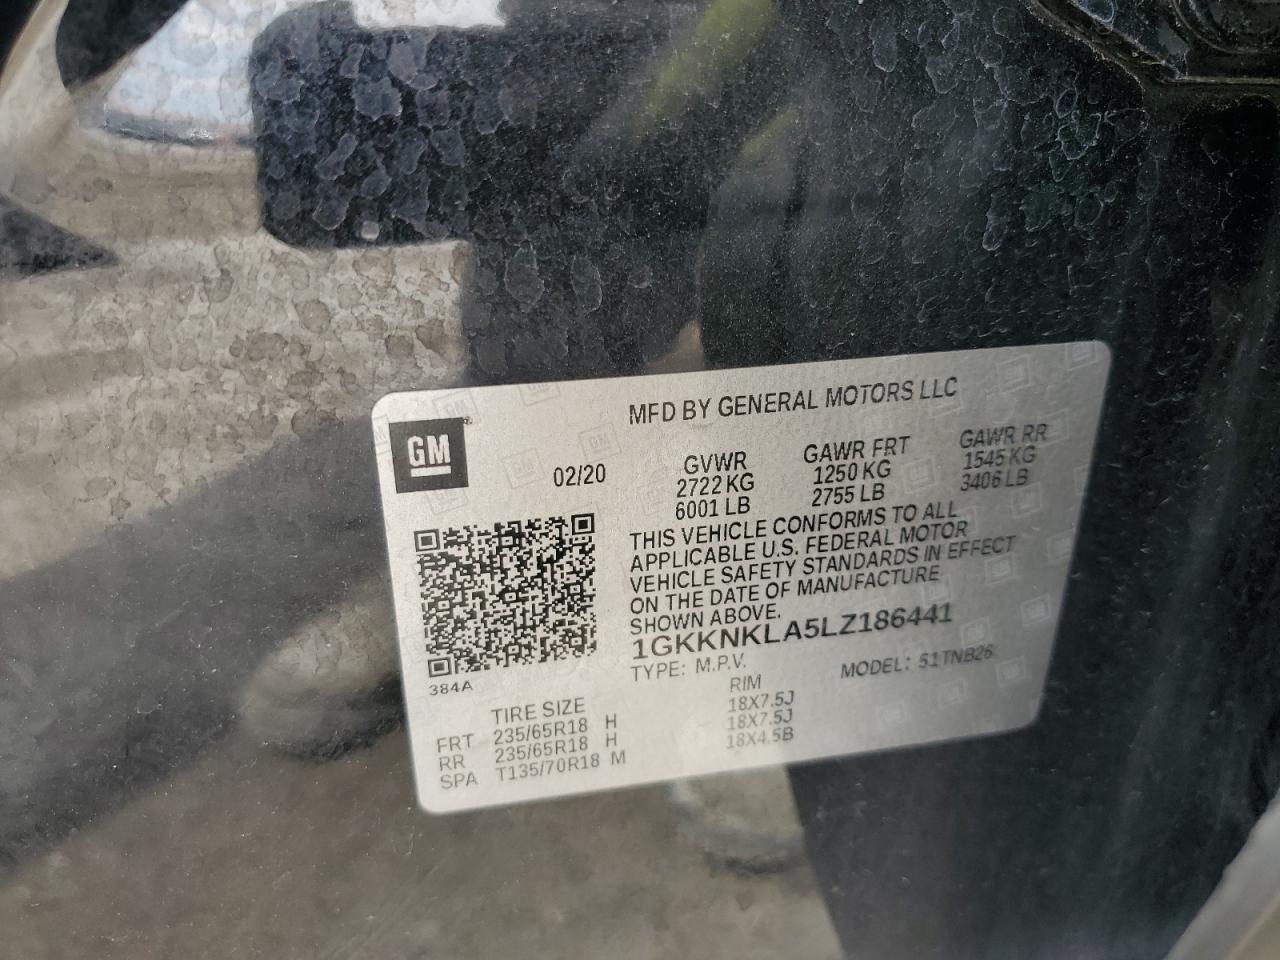 MFD BY GENERAL MOTORS LLC
GM
02/20 GVWR GAWR FRT GAWR RR
2722 KG 1250 KG 1545 KG
6001 LB 2755 LB 3406 LB
THIS VEHICLE CONFORMS TO ALL
APPLICABLE U.S. FEDERAL MOTOR
VEHICLE SAFETY STANDARDS IN EFFECT
ON THE DATE OF MANUFACTURE
SHOWN ABOVE.
1GKKNKLA5LZ186441
TYPE: M.P.V. MODEL: 51TNB26
384A
TIRE SIZE RIM
FRT 235/65R18 H 18X7.5J
RR 235/65R18 H 18X7.5J
SPA T135/70R18 M 18X4.5B